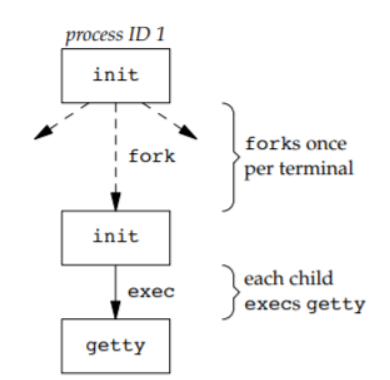 process ID 1
init
fork
forks once
per terminal
init
exec
each child
execs getty
getty